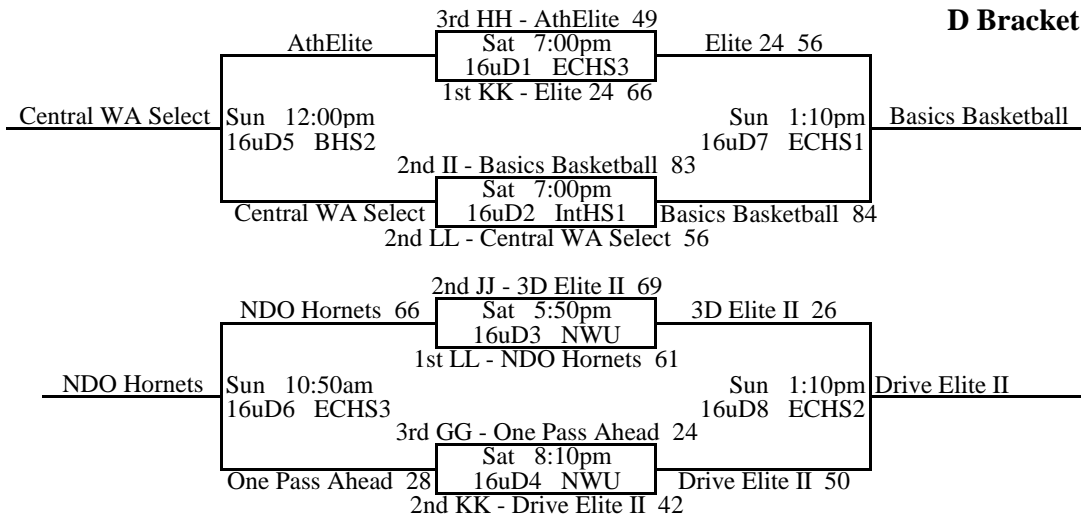 3rd HH - AthElite 49
D Bracket
AthElite
Sat 7:00pm
Elite 24 56
16uD1 ECHS3
1st KK - Elite 24 66
Central WA Select
Sun 12:00pm
Sun 1:10pm
Basics Basketball
16uD5 BHS2
16uD7 ECHS1
2nd II - Basics Basketball 83
Sat 7:00pm
Central WA Select
16uD2 IntHS1
Basics Basketball 84
2nd LL - Central WA Select 56
2nd JJ - 3D Elite II 69
NDO Hornets 66
Sat 5:50pm
3D Elite II 26
16uD3 NWU
1st LL - NDO Hornets 61
NDO Hornets
Sun 10:50am
Sun 1:10pm
Drive Elite II
16uD6 ECHS3
16uD8 ECHS2
3rd GG - One Pass Ahead 24
Sat 8:10pm
One Pass Ahead 28
16uD4 NWU
Drive Elite II 50
2nd KK - Drive Elite II 42